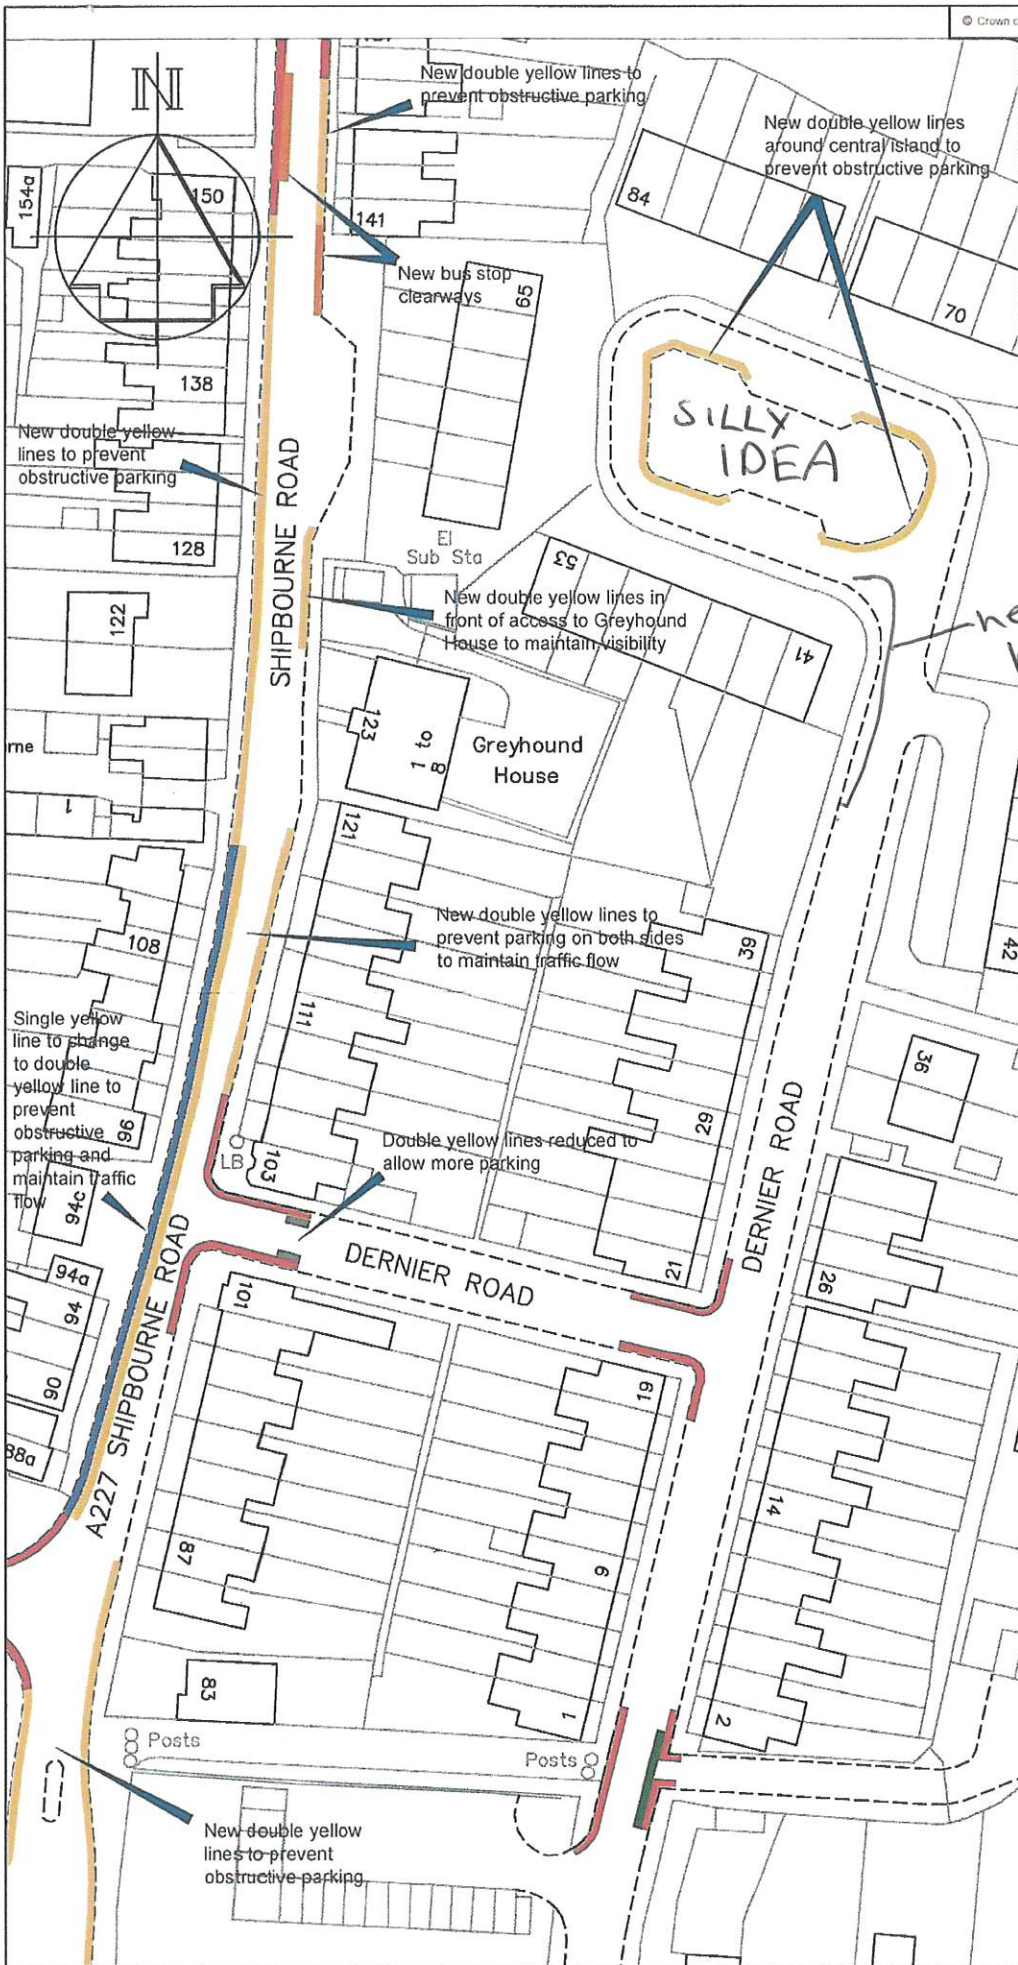 © Crown c
N
New double yellow lines to
prevent obstructive parking
New double yellow lines
around central island to
prevent obstructive parking
154a
150
141
84
70
New bus stop
clearways
65
138
SILLY
IDEA
New double yellow
lines to prevent
obstructive parking
SHIPBOURNE ROAD
128
El
Sub Sta
53
41
122
New double yellow lines in
front of access to Greyhound
House to maintain visibility
123
1 to 8
Greyhound
House
rne
1
121
108
New double yellow lines to
prevent parking on both sides
to maintain traffic flow
39
42
111
Single yellow
line to change
to double
yellow line to
prevent
obstructive
parking and
maintain traffic
flow
96
36
29
DERNIER ROAD
LB
103
Double yellow lines reduced to
allow more parking
94c
94a
94
90
88a
DERNIER ROAD
21
26
101
19
A227 SHIPBOURNE ROAD
87
6
14
83
1
2
Posts
Posts
New double yellow
lines to prevent
obstructive parking